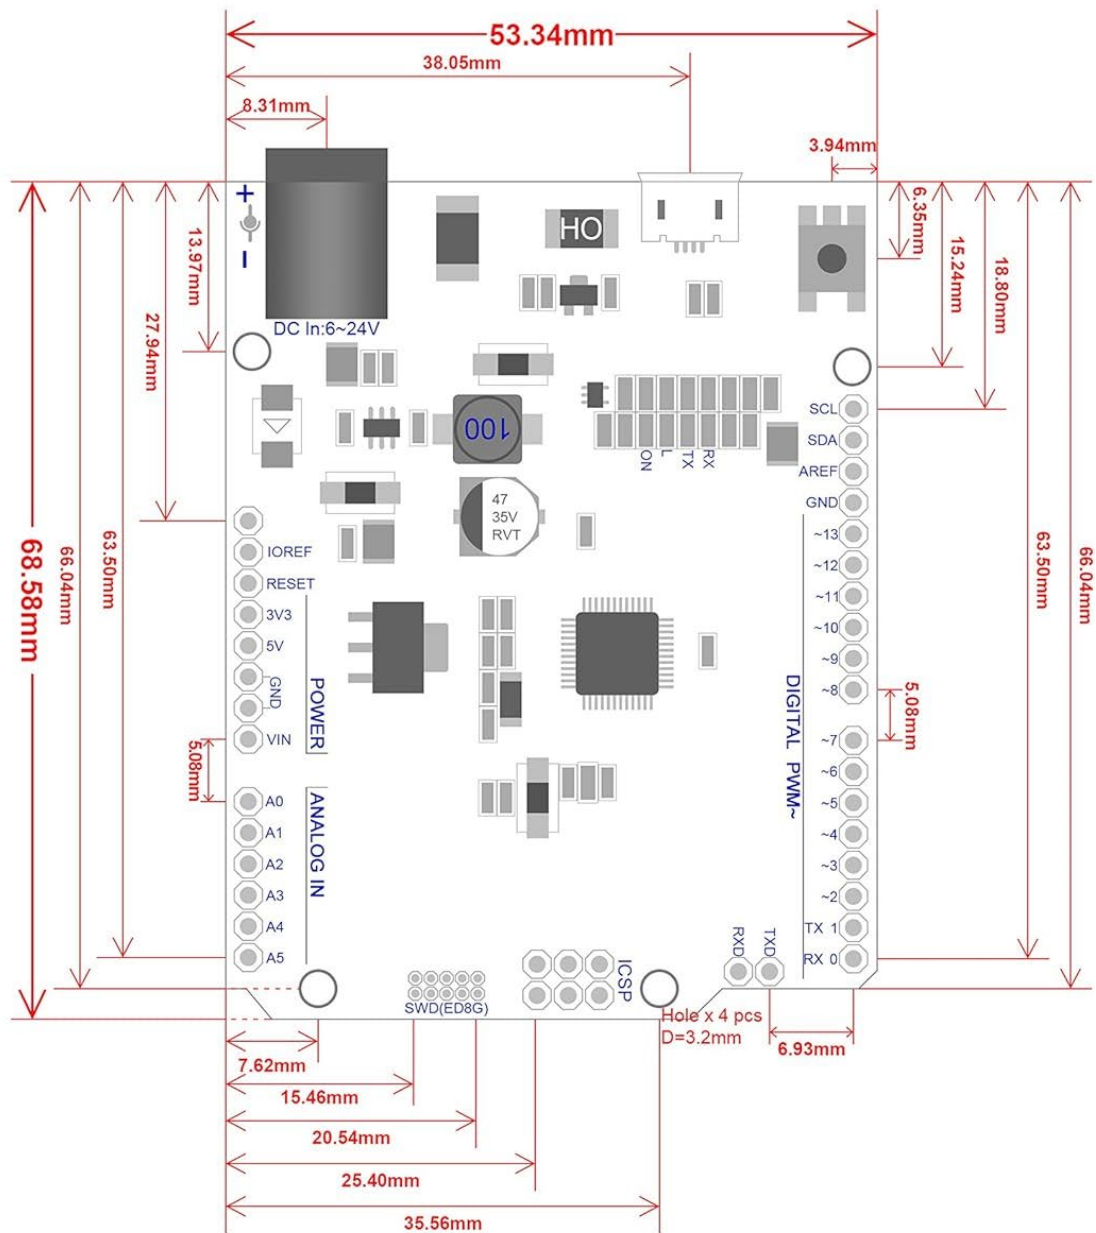 53.34mm
38.05mm
8.31mm
3.94mm
+
-
HO
6.35mm
15.24mm
18.80mm
13.97mm
27.94mm
DC In:6~24V
100
ON
L
TX
RX
47
35V
RVT
SCL
SDA
AREF
GND
~13
~12
~11
~10
~9
~8
~7
~6
~5
~4
~3
~2
TX 1
RX 0
DIGITAL PWM~
5.08mm
63.50mm
66.04mm
68.58mm
66.04mm
63.50mm
IOREF
RESET
3V3
5V
GND
VIN
POWER
5.08mm
A0
A1
A2
A3
A4
A5
ANALOG IN
RXD
TXD
ICSP
SWD(ED8G)
Hole x 4 pcs
D=3.2mm
6.93mm
7.62mm
15.46mm
20.54mm
25.40mm
35.56mm